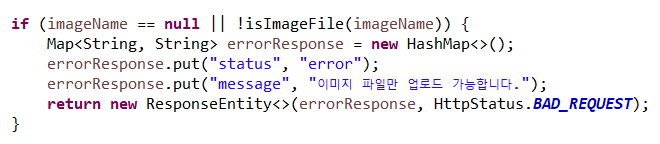 if (imageName == null || !isImageFile(imageName)) {
    Map<String, String> errorResponse = new HashMap<>();
    errorResponse.put("status", "error");
    errorResponse.put("message", "이미지 파일만 업로드 가능합니다.");
    return new ResponseEntity<>(errorResponse, HttpStatus.BAD_REQUEST);
}